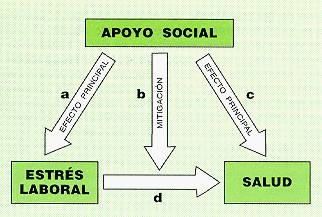 APOYO SOCIAL
a
EFECTO PRINCIPAL
b
MITIGACIÓN
EFECTO PRINCIPAL
c
ESTRÉS
LABORAL
d
SALUD